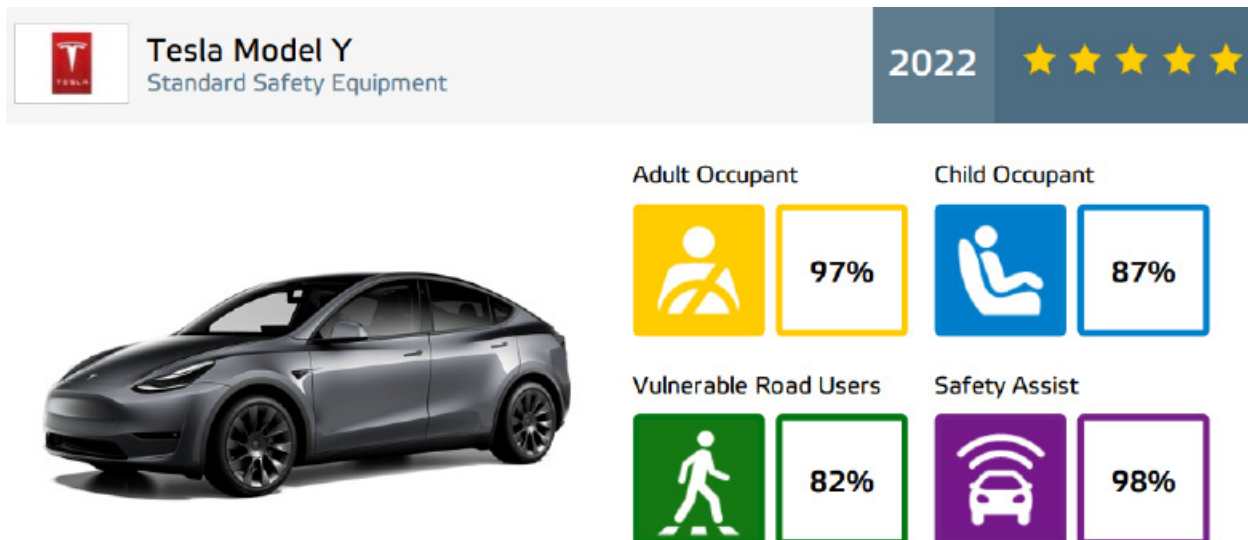 TESLA
Tesla Model Y
Standard Safety Equipment
2022
Adult Occupant
Child Occupant
97%
87%
Vulnerable Road Users
Safety Assist
82%
98%